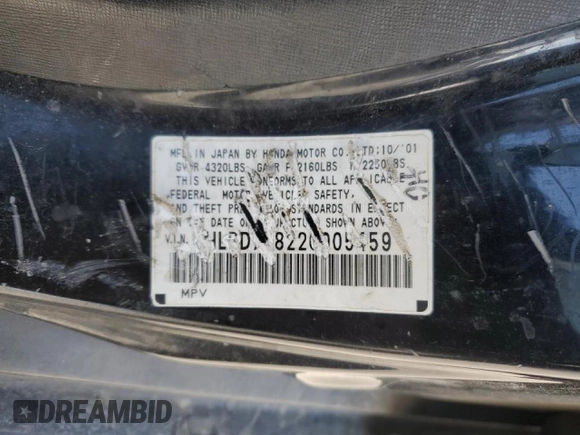 MFD. IN JAPAN BY HONDA MOTOR CO., LTD; 10/'01
GVWR 4320LBS GAWR F 2160LBS R 2250LBS
THIS VEHICLE CONFORMS TO ALL APPLICABLE
FEDERAL MOTOR VEHICLE SAFETY,
AND THEFT PREVENTION STANDARDS IN EFFECT
ON THE DATE OF MANUFACTURE SHOWN ABOVE.
V.I.N.
MPV
DREAMBID